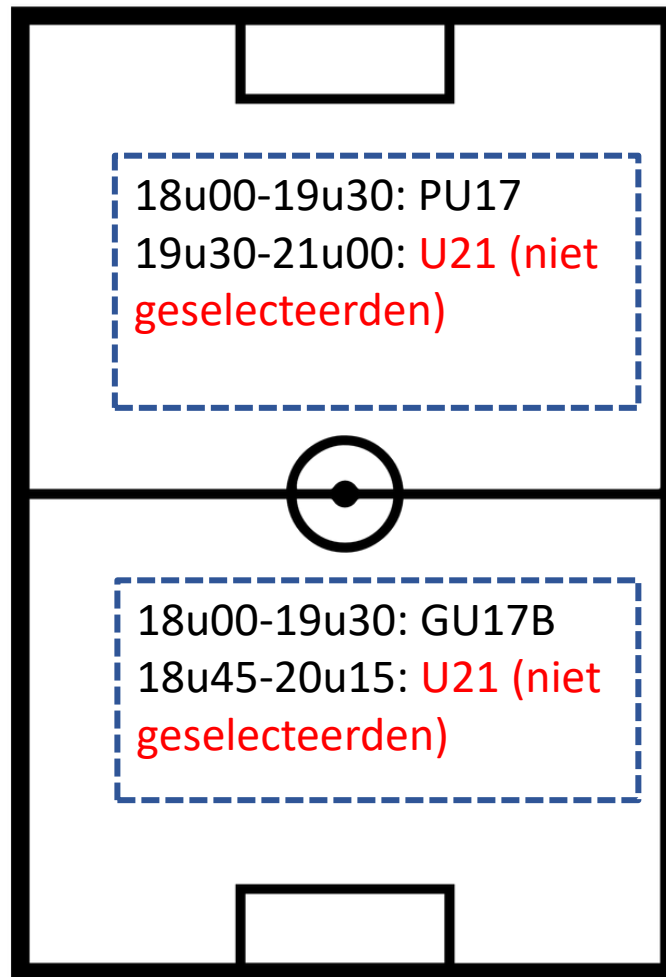 18u00-19u30: PU17
19u30-21u00: U21 (niet
geselecteerden)
18u00-19u30: GU17B
18u45-20u15: U21 (niet
geselecteerden)